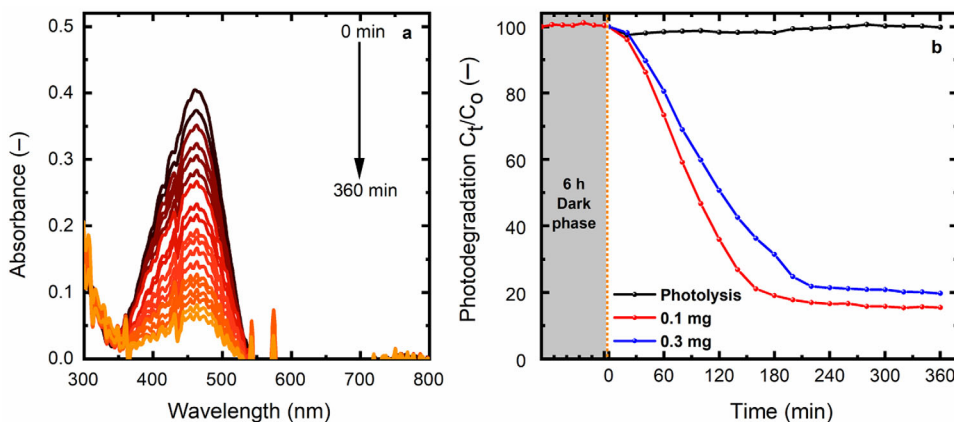 a
0 min
360 min
0.5
0.4
0.3
0.2
0.1
0.0
Absorbance (–)
300 400 500 600 700 800
Wavelength (nm)
b
100
80
60
40
20
0
Photodegradation Ct/Co (–)
6 h
Dark
phase
Photolysis
0.1 mg
0.3 mg
0 60 120 180 240 300 360
Time (min)